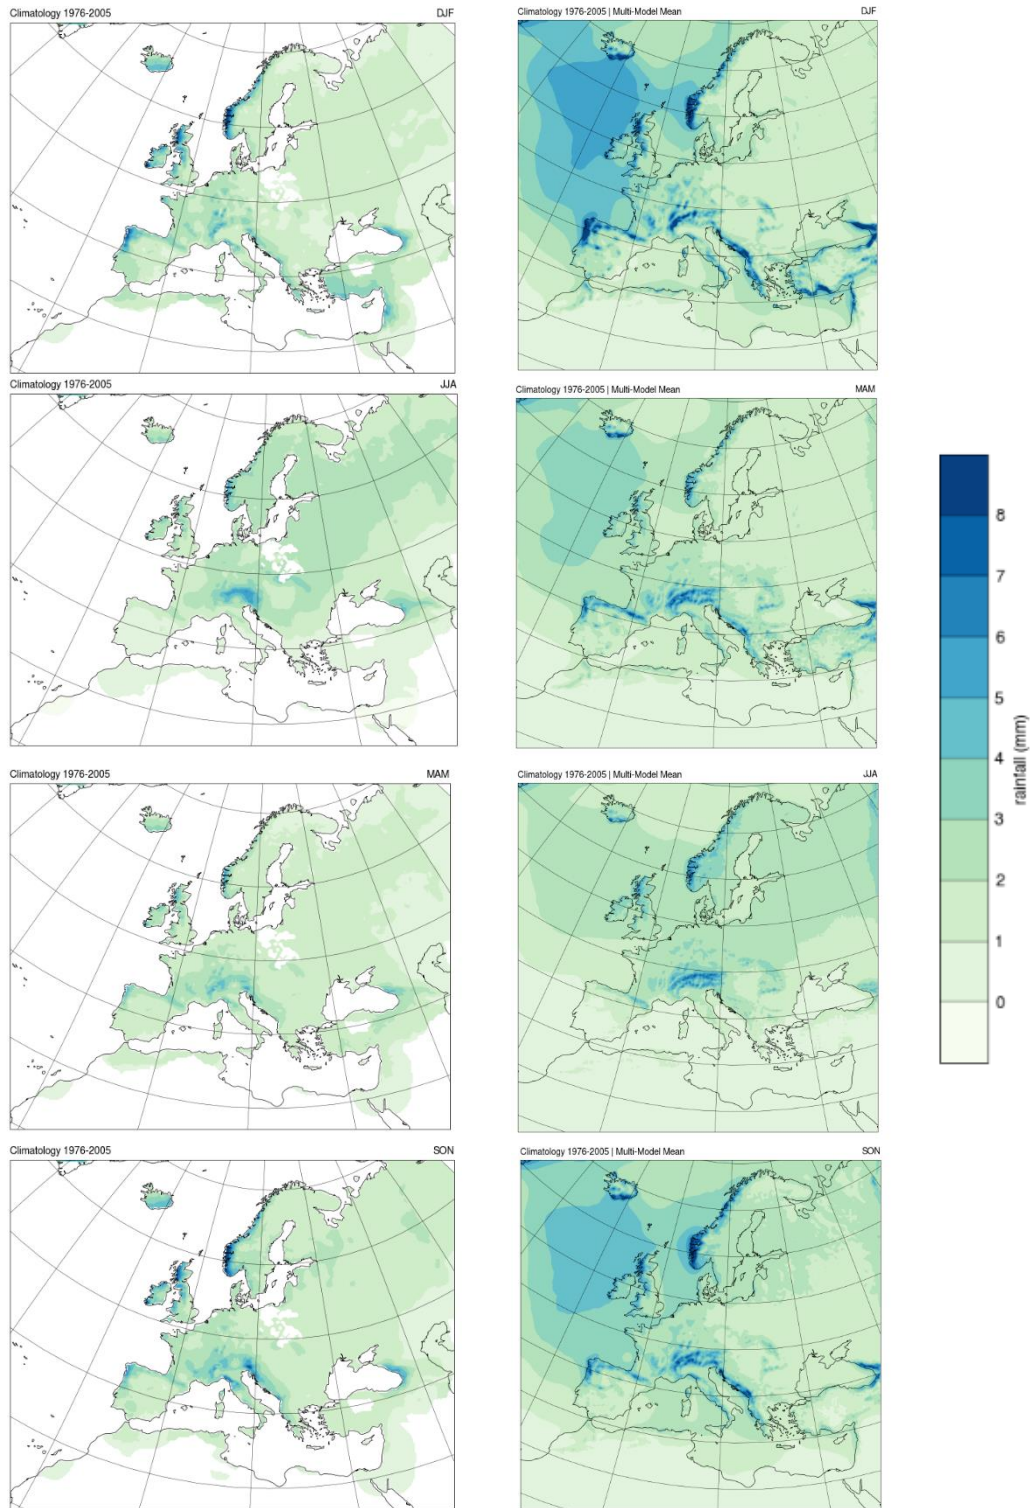 Climatology 1976-2005 DJF
Climatology 1976-2005 | Multi-Model Mean DJF
Climatology 1976-2005 JJA
Climatology 1976-2005 | Multi-Model Mean MAM
Climatology 1976-2005 MAM
Climatology 1976-2005 | Multi-Model Mean JJA
Climatology 1976-2005 SON
Climatology 1976-2005 | Multi-Model Mean SON
8
7
6
5
4
3
2
1
0
rainfall (mm)